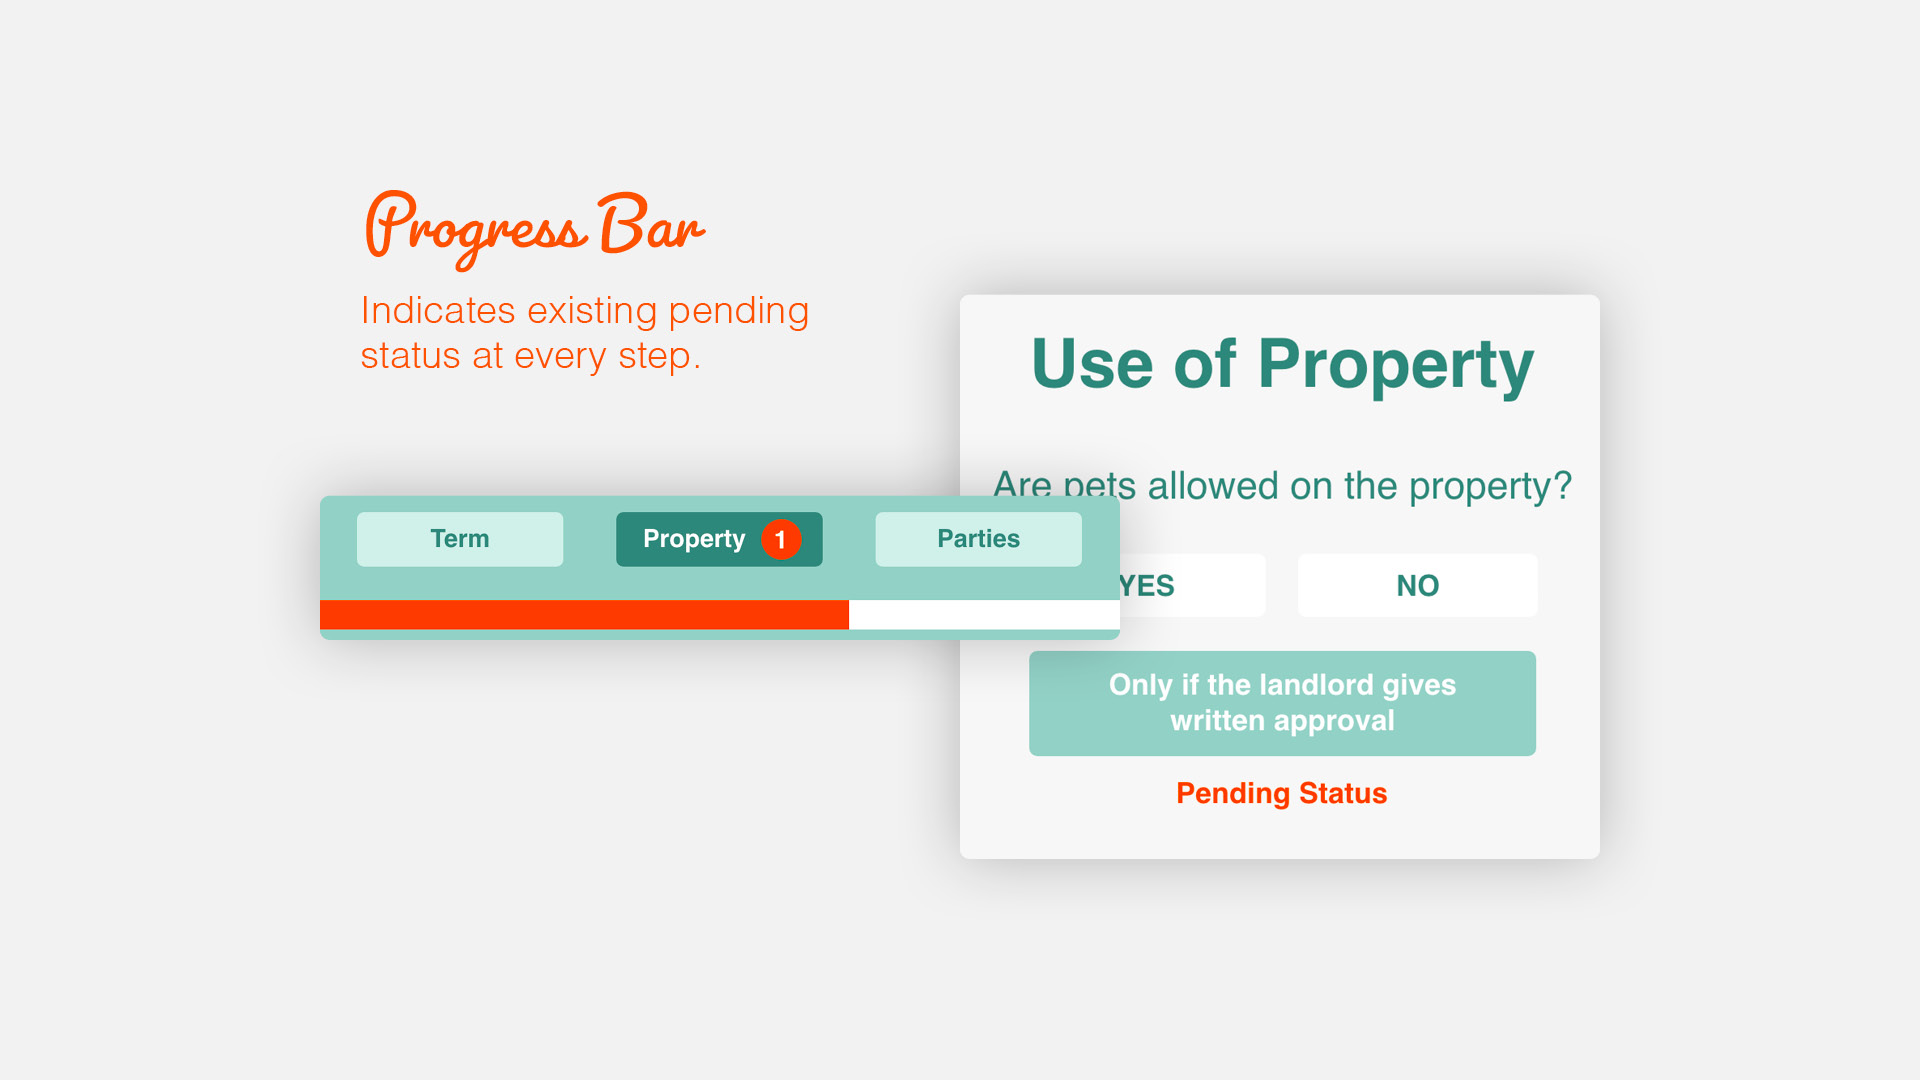 Progress Bar
Indicates existing pending
status at every step.
Use of Property
Are pets allowed on the property?
Term
Property 1
Parties
YES
NO
Only if the landlord gives
written approval
Pending Status